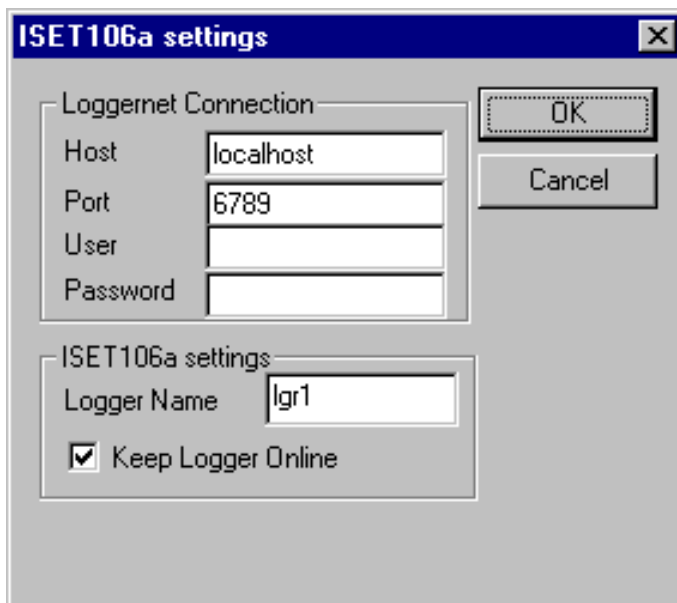 ISET106a settings
Loggernet Connection
Host localhost
Port 6789
User
Password
OK
Cancel
ISET106a settings
Logger Name lgr1
Keep Logger Online